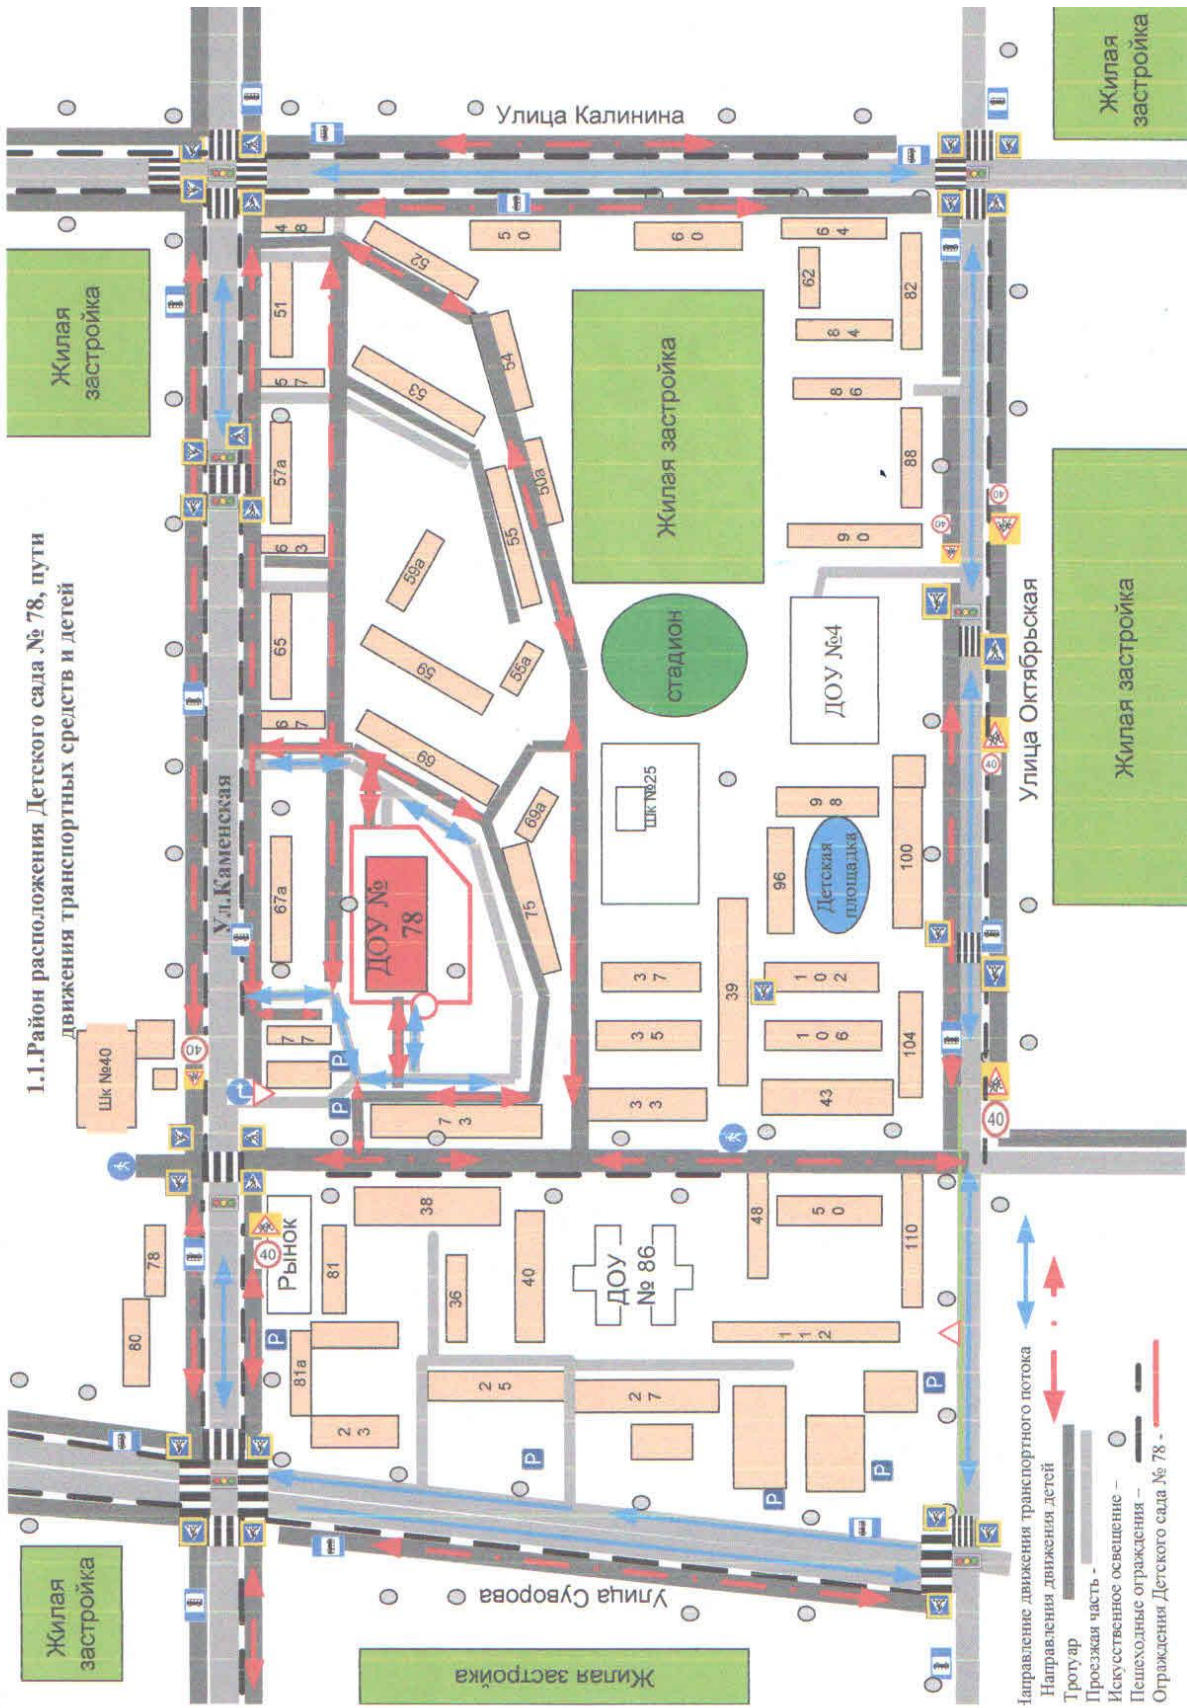 1.1.Район расположения Детского сада № 78, пути
движения транспортных средств и детей
Жилая
застройка
Жилая
застройка
Шк №40
80
78
Ул.Каменская
40
Рынок
40
81а
81
77
67а
67
65
63
57а
57
51
48
P
P
P
23
38
73
ДОУ №
78
69
59
59а
53
52
50
60
64
Улица Калинина
36
40
25
75
69а
55а
55
50а
54
27
ДОУ
№ 86
33
35
37
Шк №25
стадион
Жилая застройка
62
84
86
82
P
P
P
P
112
48
50
110
43
39
106
102
104
96
Детская
площадка
98
100
ДОУ №4
90
88
40
40
40
40
Улица Суворова
Улица Октябрьская
Жилая застройка
Жилая застройка
Жилая
застройка
Направление движения транспортного потока
Направления движения детей
Тротуар
Проезжая часть -
Искусственное освещение –
Пешеходные ограждения –
Ограждения Детского сада № 78 -